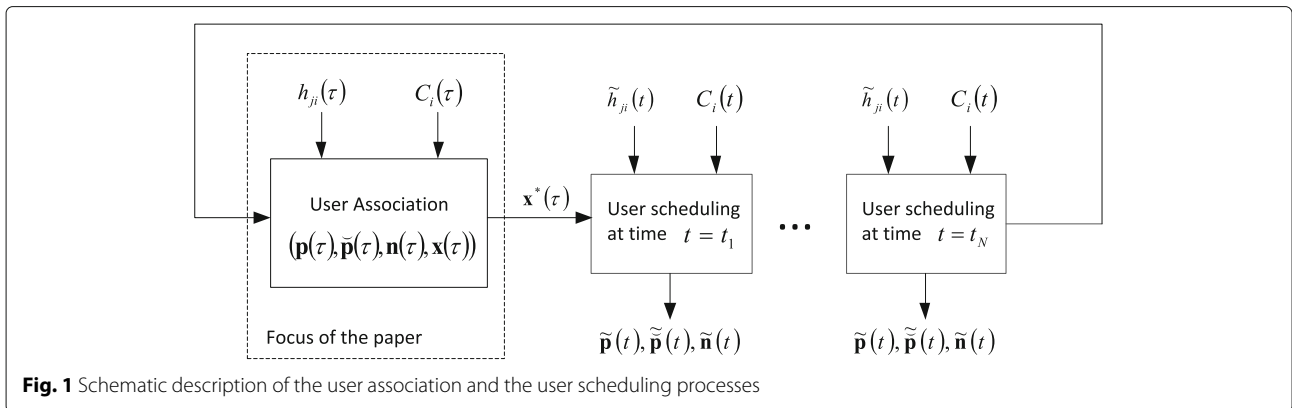 h_ji(τ) C_i(τ)
User Association
(p(τ), p̆(τ), n(τ), x(τ))
Focus of the paper
x*(τ)
h̃_ji(t) C_i(t)
User scheduling
at time t = t_1
p̃(t), p̆̃(t), ñ(t)
...
h̃_ji(t) C_i(t)
User scheduling
at time t = t_N
p̃(t), p̆̃(t), ñ(t)
Fig. 1 Schematic description of the user association and the user scheduling processes